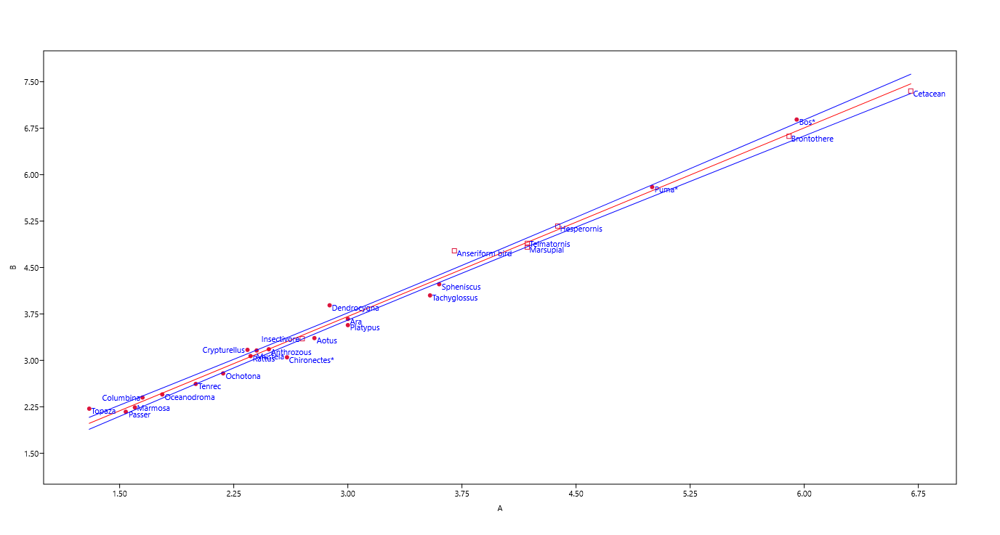 7.50
Cetacean
Bos*
6.75
Brontothere
6.00
Puma*
5.25
Hesperornis
Telmatornis
Marsupial
Anseriform bird
B
4.50
Spheniscus
Tachyglossus
Dendrocygna
3.75
Ara
Platypus
Insectivore
Aotus
Crypturellus
Anthrozous
Mustela
Rattus
Chironectes*
3.00
Ochotona
Tenrec
Columbina
Oceanodroma
2.25
Marmosa
Topaza
Passer
1.50
1.50 2.25 3.00 3.75 4.50 5.25 6.00 6.75
A